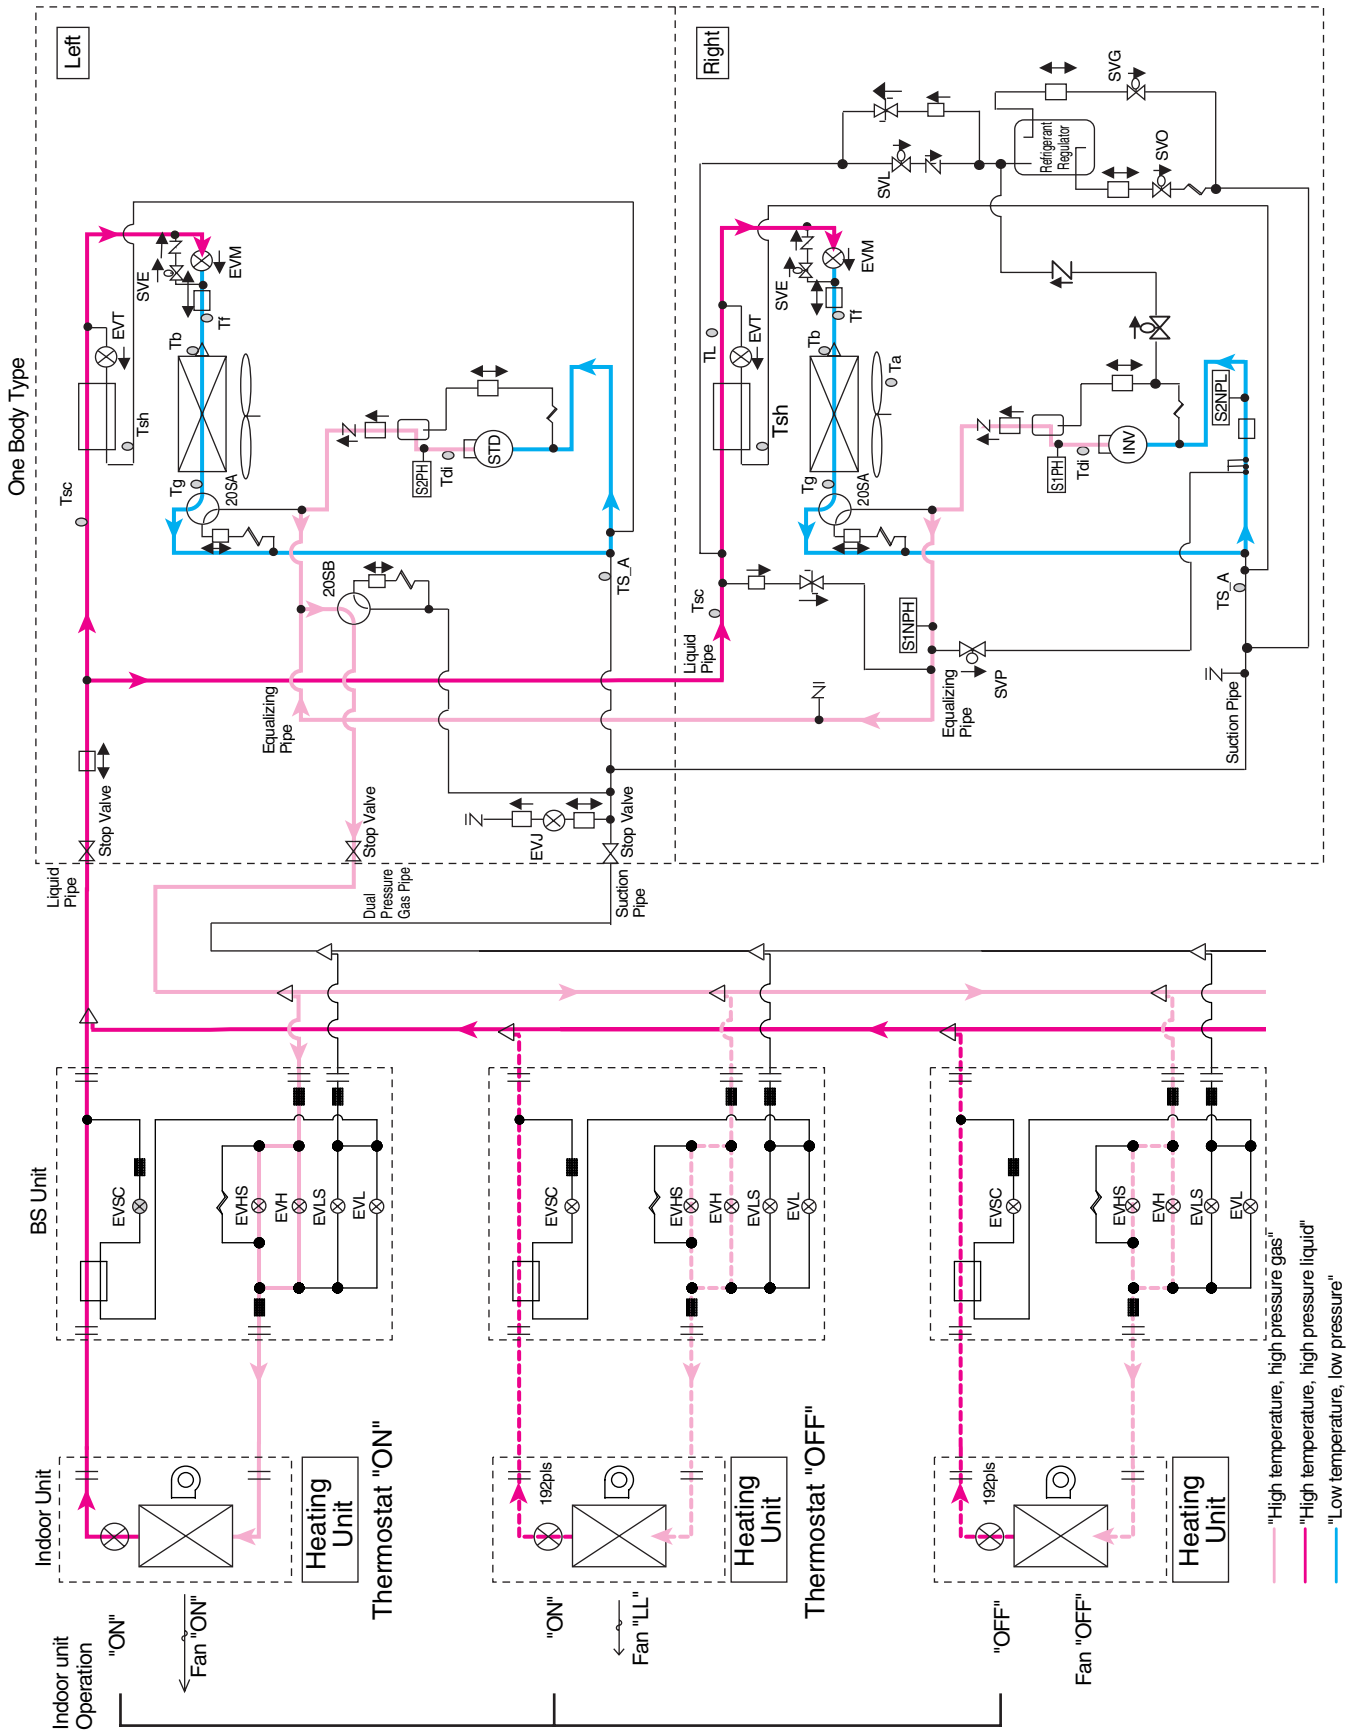 One Body Type
Left
Tsc
Tsh
EVT
SVE
EVM
Tf
Tb
Tg
20SA
S2PH
Tdi
STD
20SB
TS_A
Equalizing
Pipe
Stop Valve
Stop Valve
EVJ
Stop Valve
Right
TL
EVT
Tsh
SVE
EVM
Tf
Tb
Ta
Tg
20SA
S1PH
Tdi
INV
S2NPL
SVL
Refrigerant
Regulator
SVG
SVO
Tsc
Liquid
Pipe
S1NPH
SVP
Equalizing
Pipe
TS_A
Suction Pipe
Liquid
Pipe
Dual
Pressure
Gas Pipe
Suction
Pipe
BS Unit
EVSC
EVHS
EVH
EVLS
EVL
EVSC
EVHS
EVH
EVLS
EVL
EVSC
EVHS
EVH
EVLS
EVL
Indoor Unit
Heating
Unit
Thermostat "ON"
192pls
Heating
Unit
Thermostat "OFF"
192pls
Heating
Unit
Indoor unit
Operation
"ON"
Fan "ON"
"ON"
Fan "LL"
"OFF"
Fan "OFF"
"High temperature, high pressure gas"
"High temperature, high pressure liquid"
"Low temperature, low pressure"